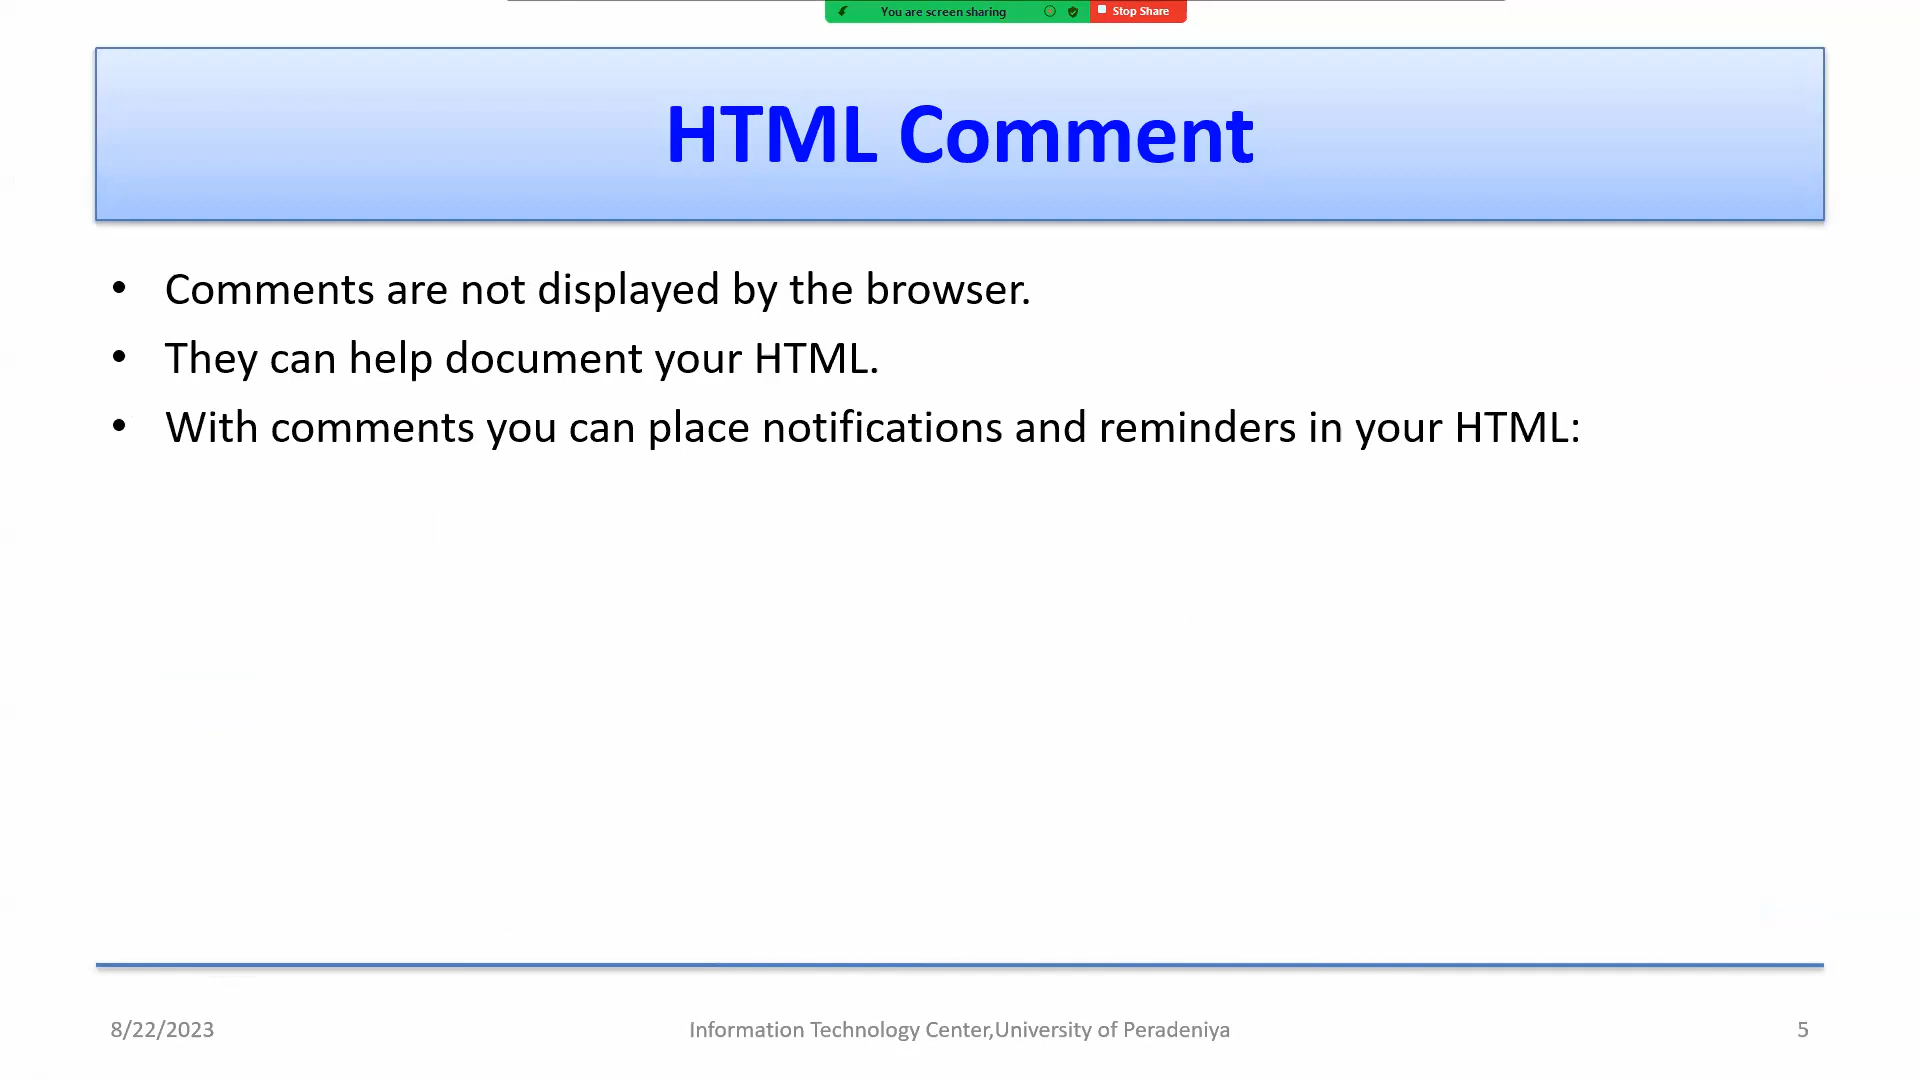 You are screen sharing Stop Share
HTML Comment
• Comments are not displayed by the browser.
• They can help document your HTML.
• With comments you can place notifications and reminders in your HTML:
8/22/2023 Information Technology Center,University of Peradeniya 5